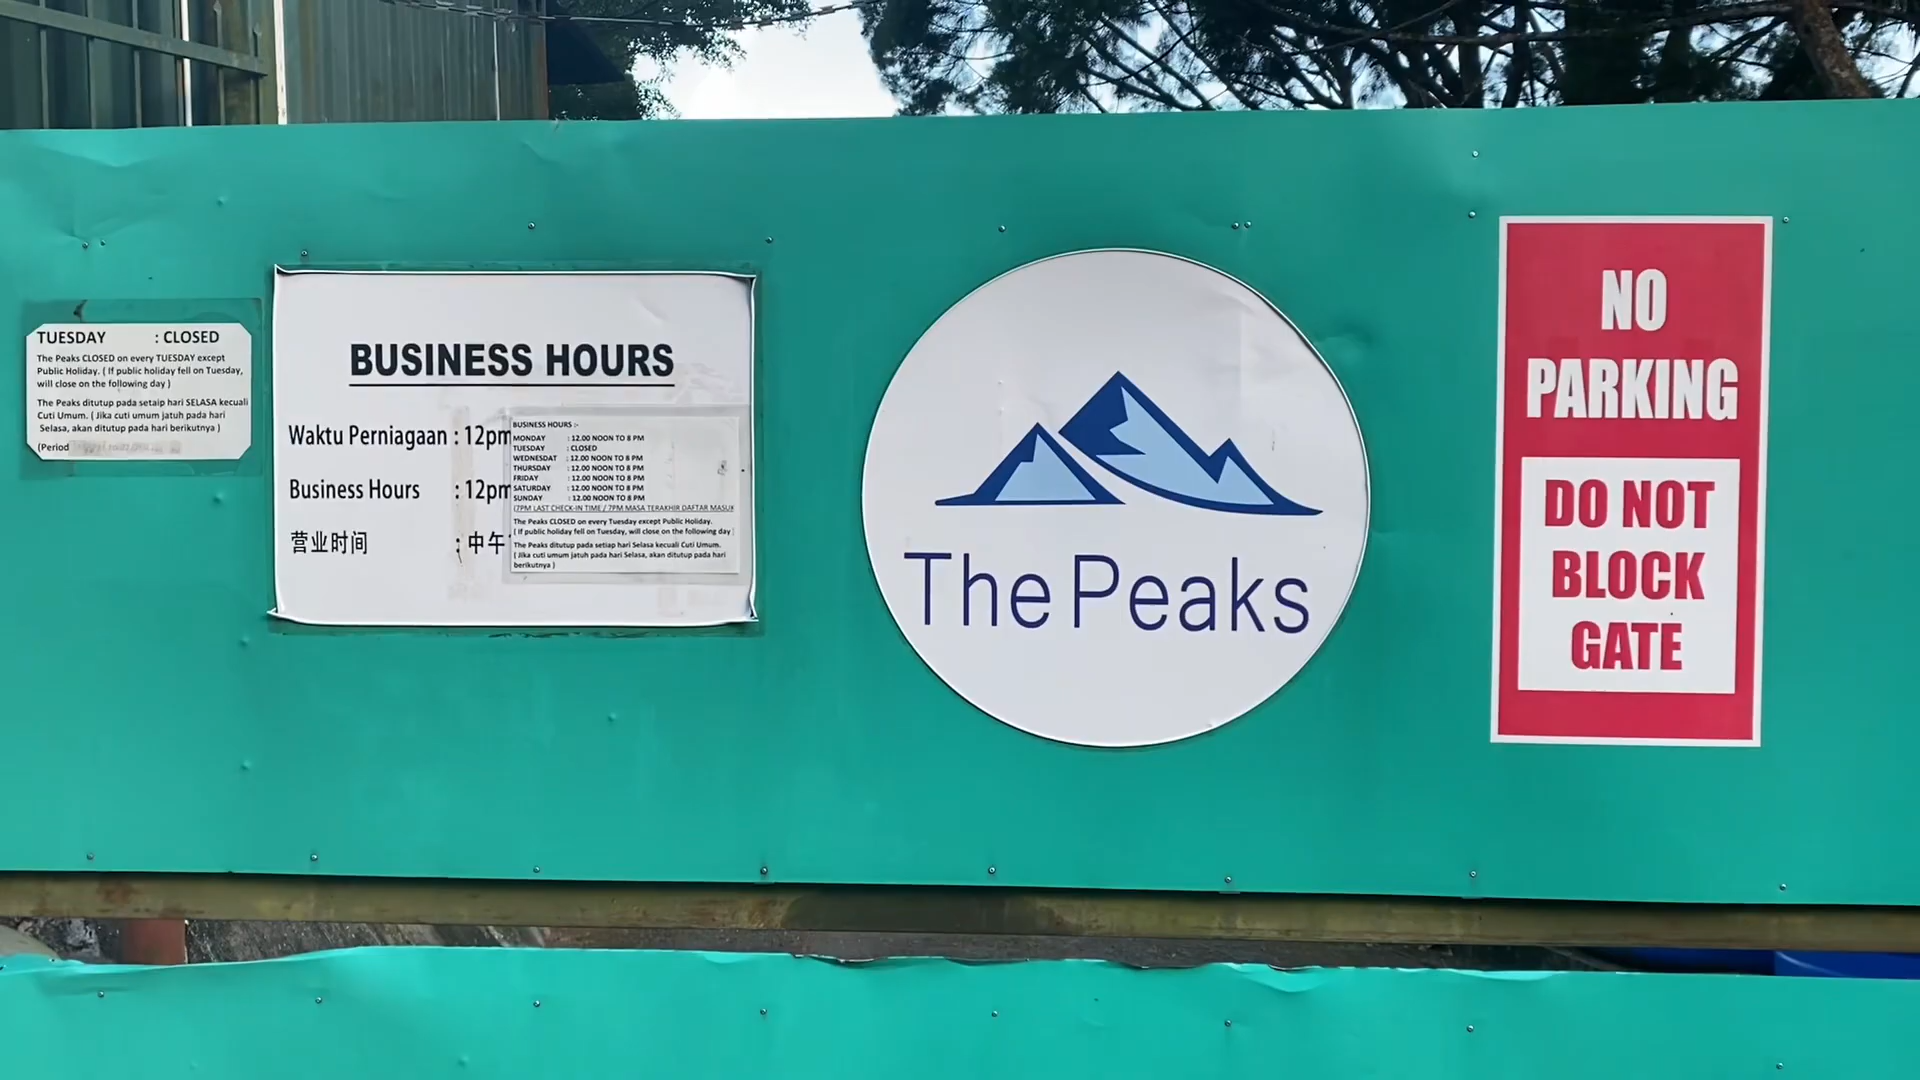 TUESDAY : CLOSED
The Peaks CLOSED on every TUESDAY except
Public Holiday. ( If public holiday fell on Tuesday,
will close on the following day )
The Peaks ditutup pada setaip hari SELASA kecuali
Cuti Umum. ( Jika cuti umum jatuh pada hari
Selasa, akan ditutup pada hari berikutnya )
(Period
BUSINESS HOURS
Waktu Perniagaan : 12pm
Business Hours : 12pm
营业时间 : 中午
BUSINESS HOURS :-
MONDAY : 12.00 NOON TO 8 PM
TUESDAY : CLOSED
WEDNESDAT : 12.00 NOON TO 8 PM
THURSDAY : 12.00 NOON TO 8 PM
FRIDAY : 12.00 NOON TO 8 PM
SATURDAY : 12.00 NOON TO 8 PM
SUNDAY : 12.00 NOON TO 8 PM
(7PM LAST CHECK-IN TIME / 7PM MASA TERAKHIR DAFTAR MASUK
The Peaks CLOSED on every Tuesday except Public Holiday.
( If public holiday fell on Tuesday, will close on the following day )
The Peaks ditutup pada setiap hari Selasa kecuali Cuti Umum.
( Jika cuti umum jatuh pada hari Selasa, akan ditutup pada hari
berikutnya )
The Peaks
NO
PARKING
DO NOT
BLOCK
GATE